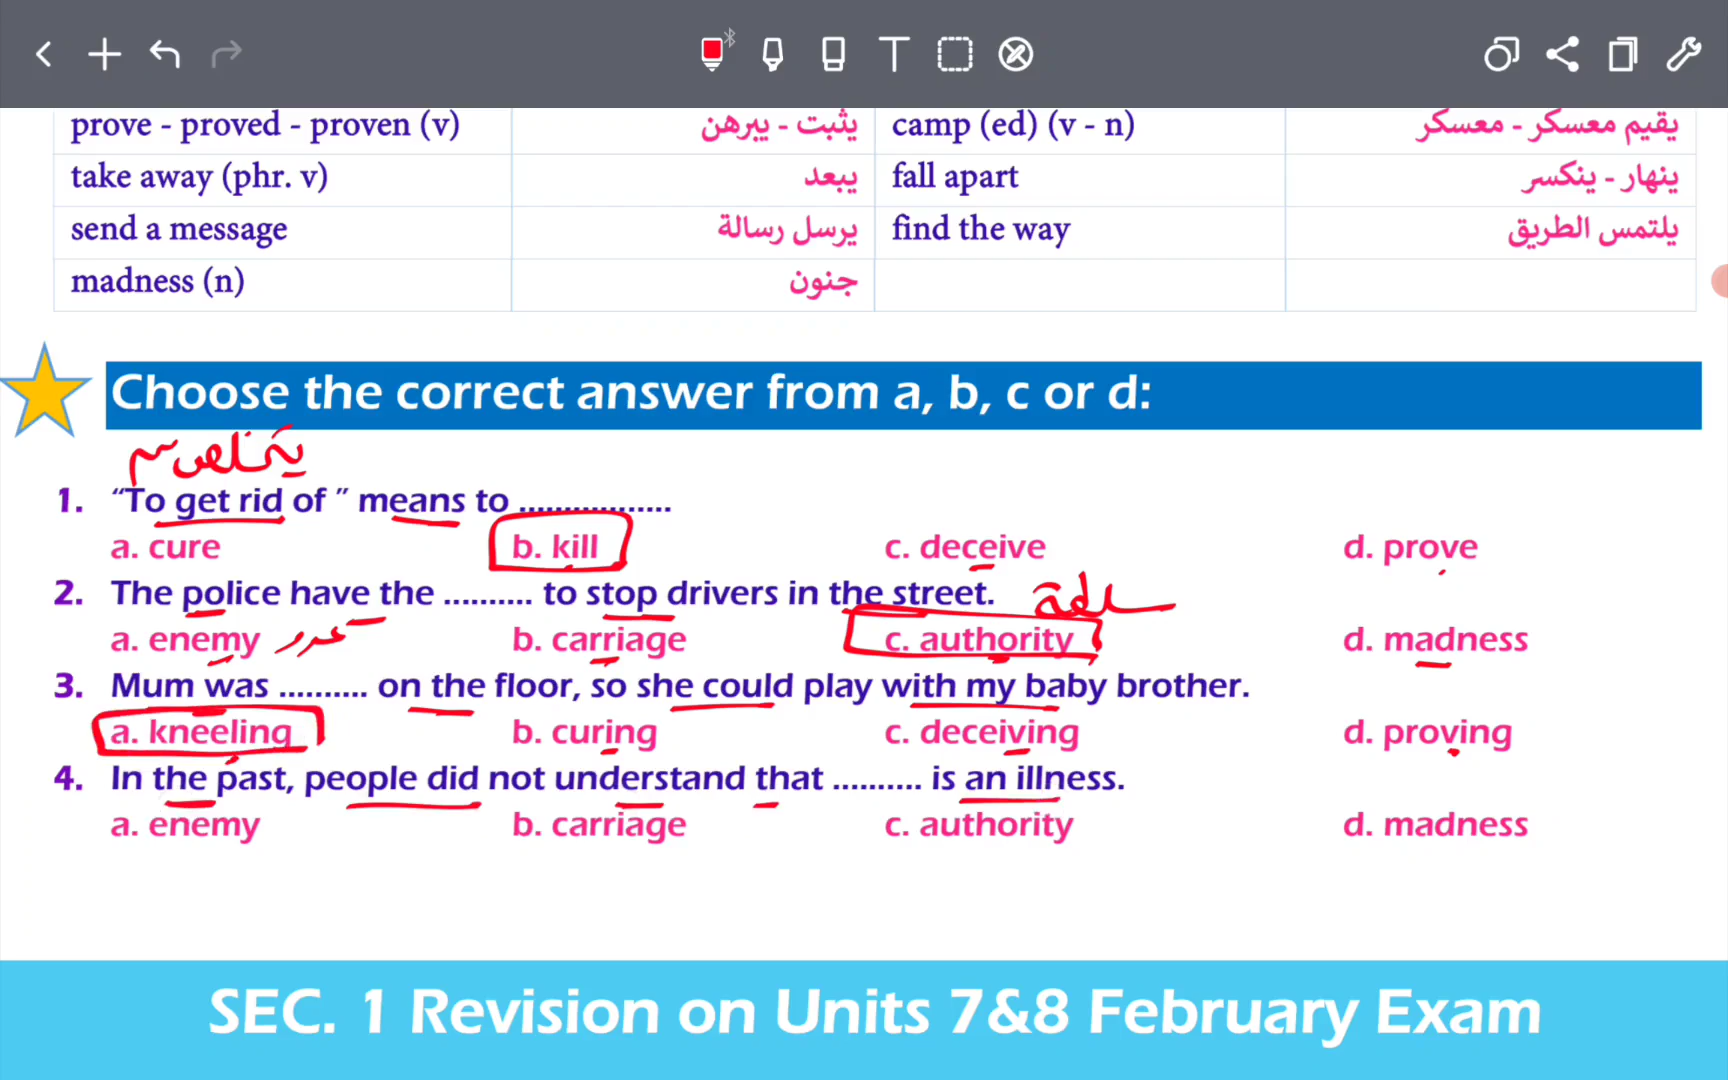 prove - proved - proven (v) يثبت - يبرهن camp (ed) (v - n) يقيم معسكر - معسكر
take away (phr. v) يبعد fall apart ينهار - ينكسر
send a message يرسل رسالة find the way يلتمس الطريق
madness (n) جنون
Choose the correct answer from a, b, c or d:
يتخلص من
1. “To get rid of ” means to .................
a. cure b. kill c. deceive d. prove
2. The police have the .......... to stop drivers in the street. سلطة
a. enemy عدو b. carriage c. authority d. madness
3. Mum was .......... on the floor, so she could play with my baby brother.
a. kneeling b. curing c. deceiving d. proving
4. In the past, people did not understand that .......... is an illness.
a. enemy b. carriage c. authority d. madness
SEC. 1 Revision on Units 7&8 February Exam